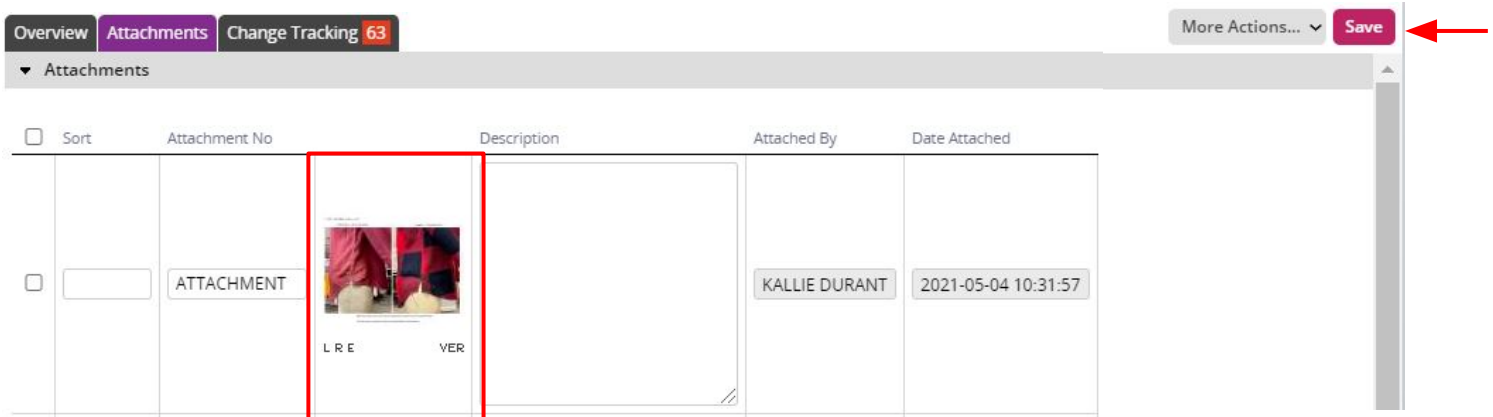 Overview Attachments Change Tracking 63 More Actions... Save
Attachments
Sort Attachment No Description Attached By Date Attached
ATTACHMENT KALLIE DURANT 2021-05-04 10:31:57
L R E VER